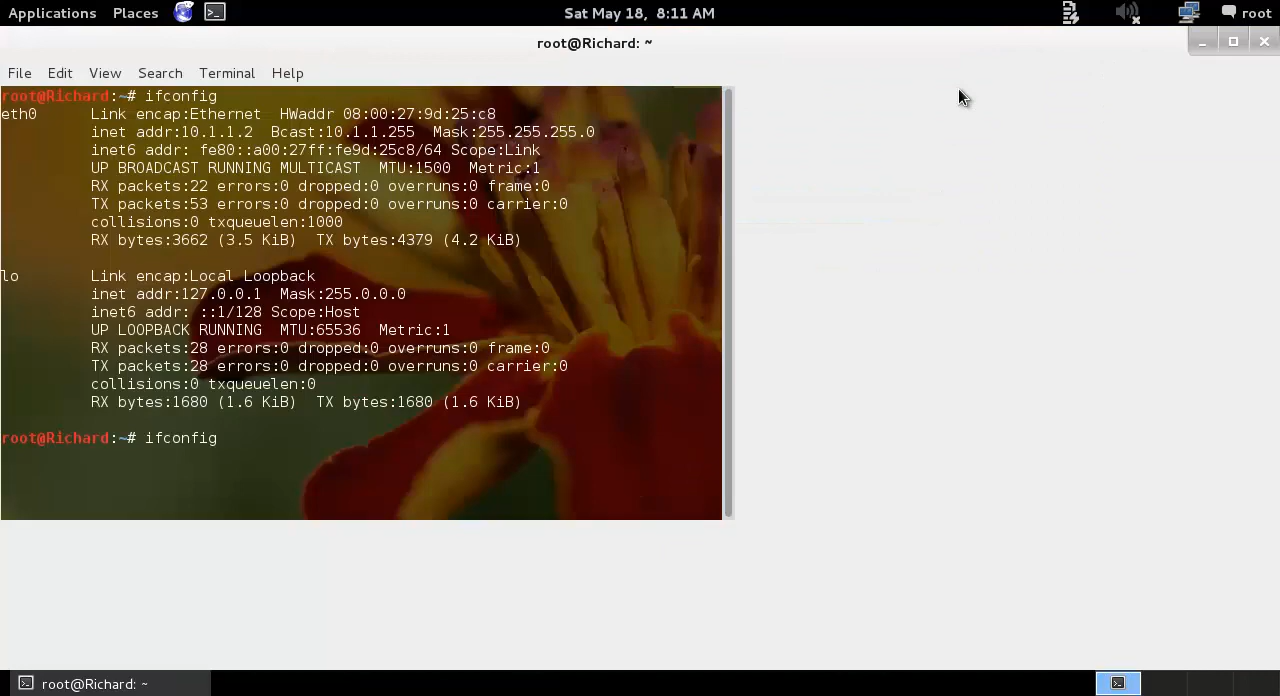 Applications Places Sat May 18, 8:11 AM root
root@Richard: ~
File Edit View Search Terminal Help
root@Richard:~# ifconfig
eth0 Link encap:Ethernet HWaddr 08:00:27:9d:25:c8
inet addr:10.1.1.2 Bcast:10.1.1.255 Mask:255.255.255.0
inet6 addr: fe80::a00:27ff:fe9d:25c8/64 Scope:Link
UP BROADCAST RUNNING MULTICAST MTU:1500 Metric:1
RX packets:22 errors:0 dropped:0 overruns:0 frame:0
TX packets:53 errors:0 dropped:0 overruns:0 carrier:0
collisions:0 txqueuelen:1000
RX bytes:3662 (3.5 KiB) TX bytes:4379 (4.2 KiB)
lo Link encap:Local Loopback
inet addr:127.0.0.1 Mask:255.0.0.0
inet6 addr: ::1/128 Scope:Host
UP LOOPBACK RUNNING MTU:65536 Metric:1
RX packets:28 errors:0 dropped:0 overruns:0 frame:0
TX packets:28 errors:0 dropped:0 overruns:0 carrier:0
collisions:0 txqueuelen:0
RX bytes:1680 (1.6 KiB) TX bytes:1680 (1.6 KiB)
root@Richard:~# ifconfig
root@Richard: ~